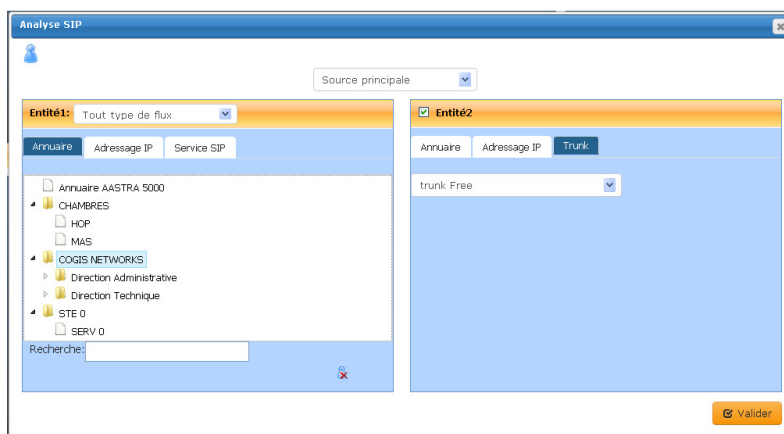 Analyse SIP
Source principale
Entité1: Tout type de flux
Annuaire Adressage IP Service SIP
Annuaire AASTRA 5000
CHAMBRES
HOP
MAS
COGIS NETWORKS
Direction Administrative
Direction Technique
STE 0
SERV 0
Recherche:
Entité2
Annuaire Adressage IP Trunk
trunk Free
Valider